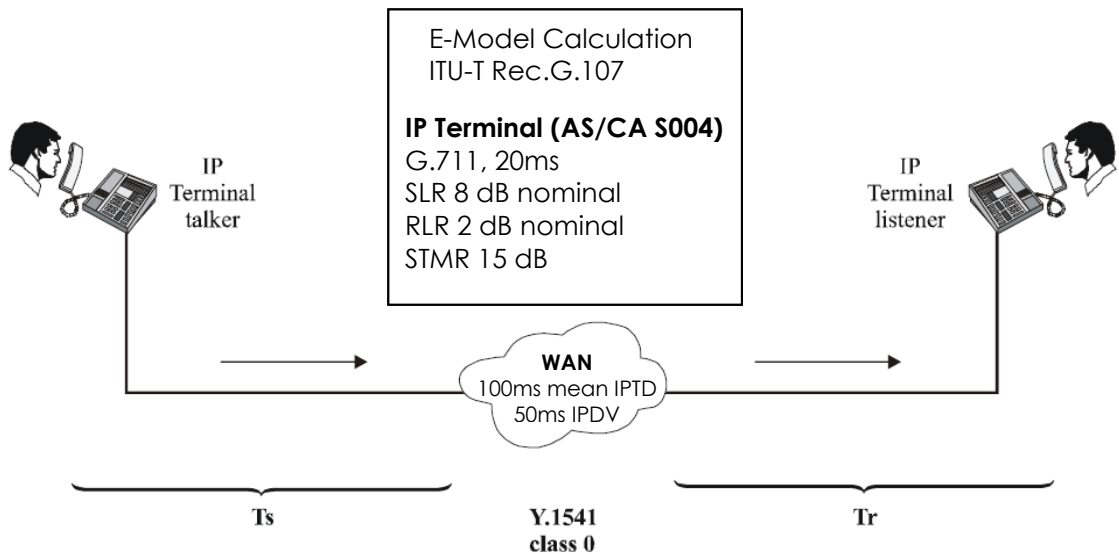 E-Model Calculation
ITU-T Rec.G.107
IP Terminal (AS/CA S004)
G.711, 20ms
SLR 8 dB nominal
RLR 2 dB nominal
STMR 15 dB
IP
Terminal
talker
IP
Terminal
listener
WAN
100ms mean IPTD
50ms IPDV
Ts
Y.1541
class 0
Tr